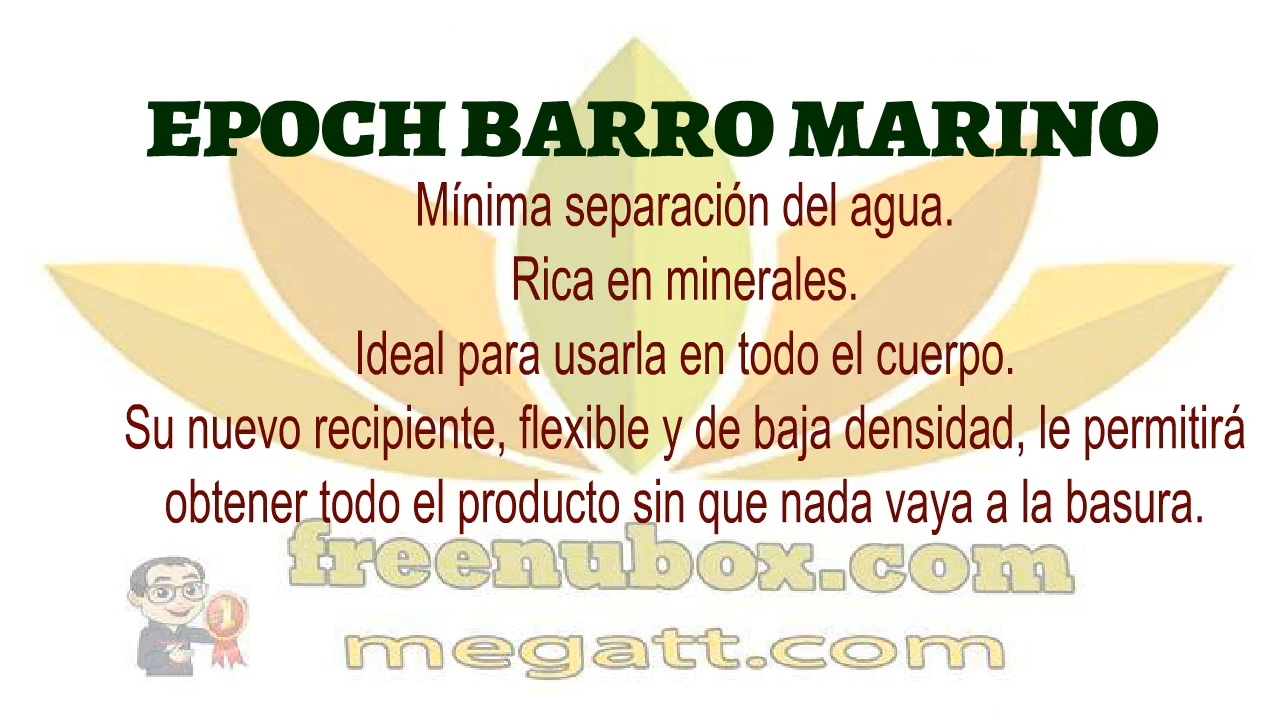 EPOCH BARRO MARINO
Mínima separación del agua.
Rica en minerales.
Ideal para usarla en todo el cuerpo.
Su nuevo recipiente, flexible y de baja densidad, le permitirá
obtener todo el producto sin que nada vaya a la basura.
freenubox.com
#1
megatt.com